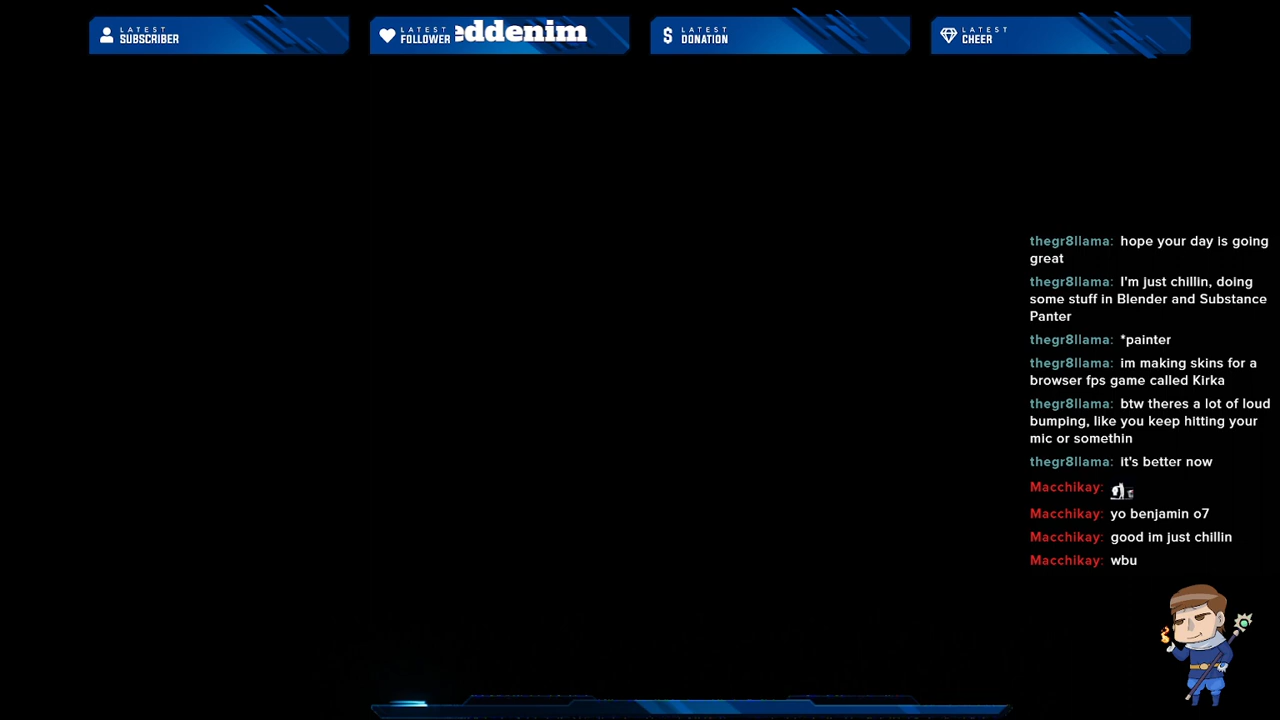 LATEST
SUBSCRIBER
LATEST
FOLLOWER
eddenim
LATEST
DONATION
LATEST
CHEER
thegr8llama: hope your day is going
great
thegr8llama: I'm just chillin, doing
some stuff in Blender and Substance
Panter
thegr8llama: *painter
thegr8llama: im making skins for a
browser fps game called Kirka
thegr8llama: btw theres a lot of loud
bumping, like you keep hitting your
mic or somethin
thegr8llama: it's better now
Macchikay:
Macchikay: yo benjamin o7
Macchikay: good im just chillin
Macchikay: wbu